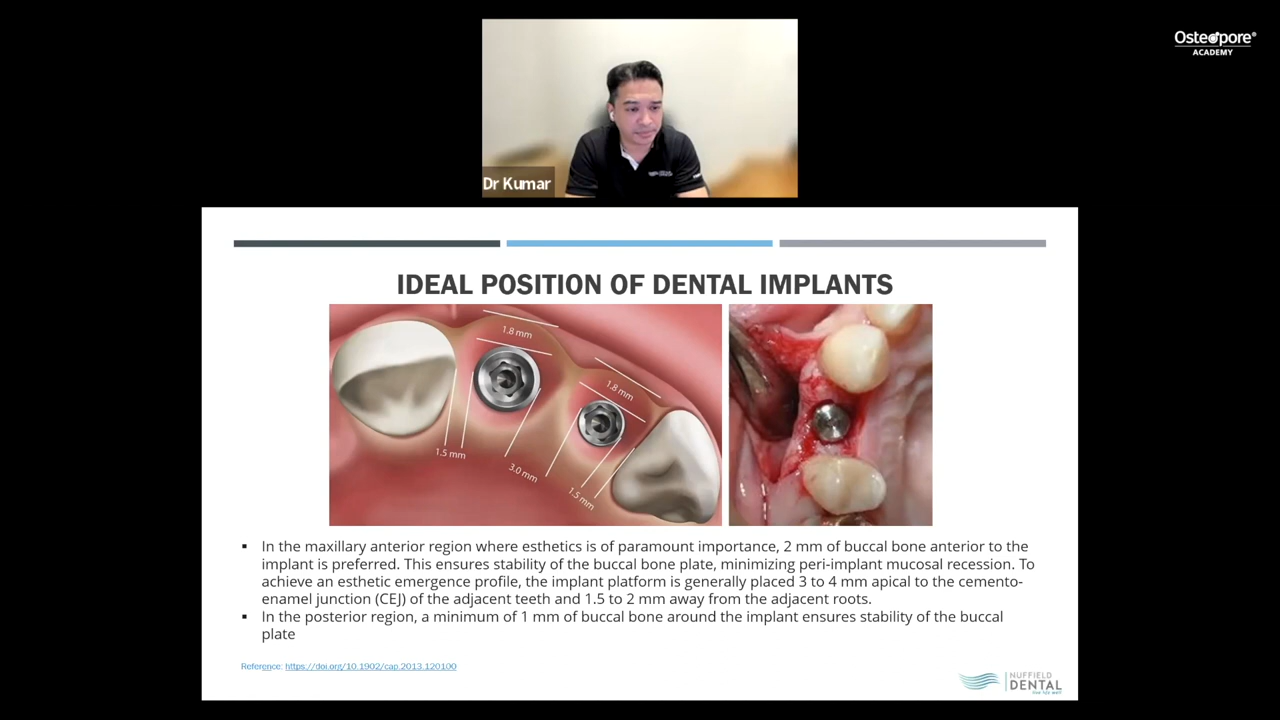 Osteopore®
ACADEMY
Dr Kumar
IDEAL POSITION OF DENTAL IMPLANTS
1.8 mm
1.8 mm
1.5 mm
3.0 mm
1.5 mm
▪ In the maxillary anterior region where esthetics is of paramount importance, 2 mm of buccal bone anterior to the
implant is preferred. This ensures stability of the buccal bone plate, minimizing peri-implant mucosal recession. To
achieve an esthetic emergence profile, the implant platform is generally placed 3 to 4 mm apical to the cemento-
enamel junction (CEJ) of the adjacent teeth and 1.5 to 2 mm away from the adjacent roots.
▪ In the posterior region, a minimum of 1 mm of buccal bone around the implant ensures stability of the buccal
plate
Reference: https://doi.org/10.1902/cap.2013.120100
NUFFIELD
DENTAL